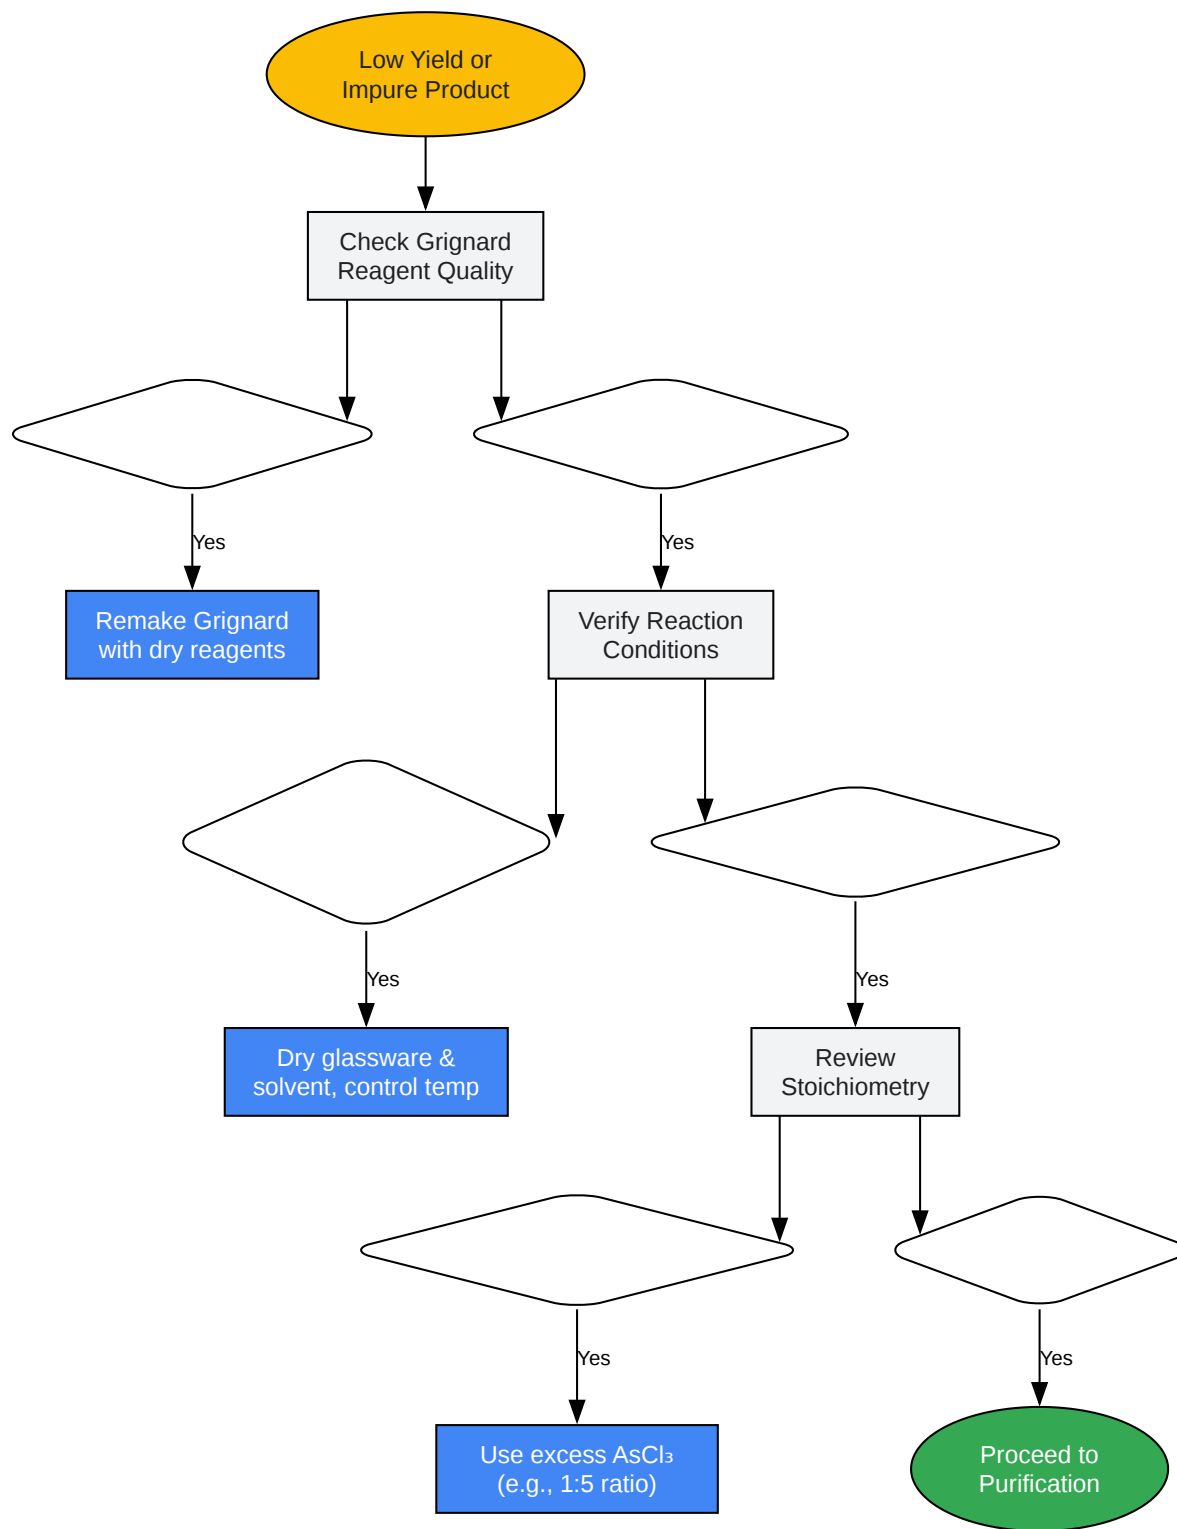 Low Yield or
Impure Product
Check Grignard
Reagent Quality
Yes
Yes
Remake Grignard
with dry reagents
Verify Reaction
Conditions
Yes
Yes
Dry glassware &
solvent, control temp
Review
Stoichiometry
Yes
Yes
Use excess AsCl₃
(e.g., 1:5 ratio)
Proceed to
Purification